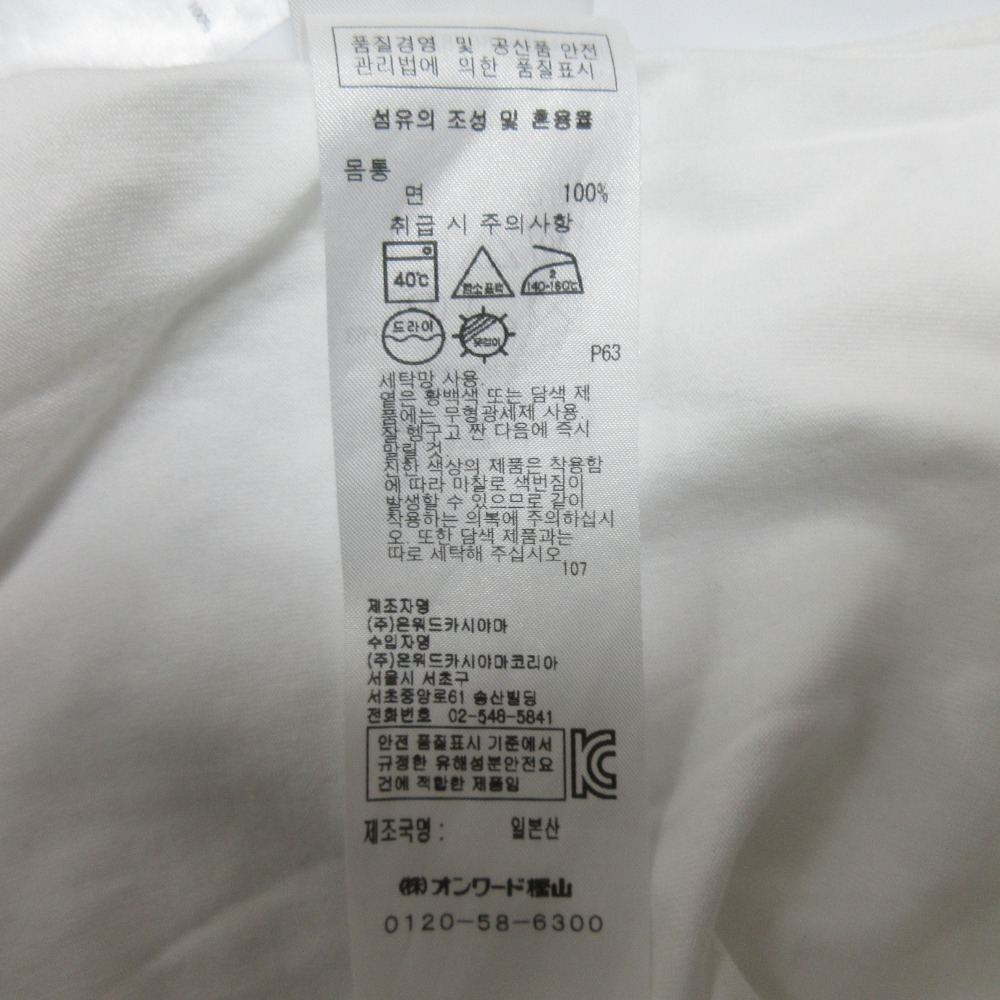 품질경영 및 공산품 안전
관리법에 의한 품질표시
섬유의 조성 및 혼용율
몸통
면 100%
취급 시 주의사항
40℃
염소표백
2
140-160℃
드라이
옷걸이
P63
세탁망 사용.
옅은 황백색 또는 담색 제
품에는 무형광세제 사용.
잘 헹구고 짠 다음에 즉시
말릴 것
진한 색상의 제품은 착용함
에 따라 마찰로 색번짐이
발생할 수 있으므로 같이
착용하는 의복에 주의하십시
오. 또한 담색 제품과는
따로 세탁해 주십시오.
107
제조자명
(주)온워드카시야마
수입자명
(주)온워드카시야마코리아
서울시 서초구
서초중앙로61 송산빌딩
전화번호 02-548-5841
안전 품질표시 기준에서
규정한 유해성분안전요
건에 적합한 제품임
제조국명: 일본산
㈱オンワード樫山
0120-58-6300